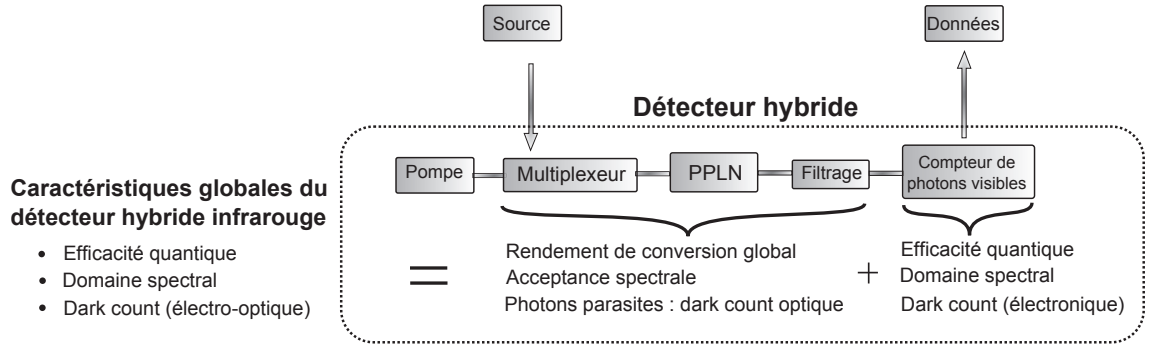 Source
Données
Détecteur hybride
Pompe
Multiplexeur
PPLN
Filtrage
Compteur de
photons visibles
Caractéristiques globales du
détecteur hybride infrarouge
• Efficacité quantique
• Domaine spectral
• Dark count (électro-optique)
=
Rendement de conversion global
Acceptance spectrale
Photons parasites : dark count optique
+
Efficacité quantique
Domaine spectral
Dark count (électronique)